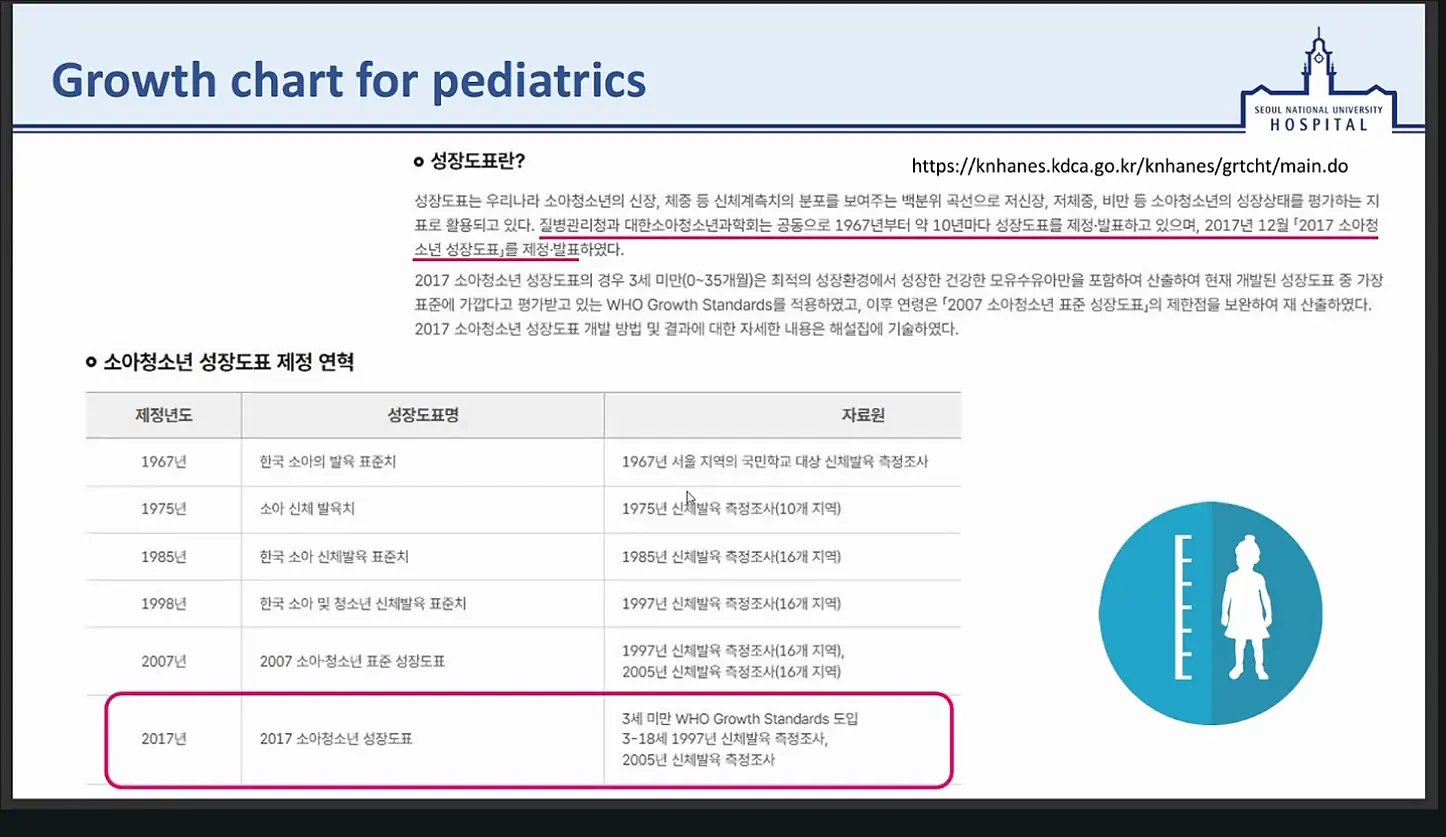 Growth chart for pediatrics
SEOUL NATIONAL UNIVERSITY
HOSPITAL
성장도표란?
https://knhanes.kdca.go.kr/knhanes/grtcht/main.do
성장도표는 우리나라 소아청소년의 신장, 체중 등 신체계측치의 분포를 보여주는 백분위 곡선으로 저신장, 저체중, 비만 등 소아청소년의 성장상태를 평가하는 지
표로 활용되고 있다. 질병관리청과 대한소아청소년과학회는 공동으로 1967년부터 약 10년마다 성장도표를 제정·발표하고 있으며, 2017년 12월 「2017 소아청
소년 성장도표」를 제정·발표하였다.
2017 소아청소년 성장도표의 경우 3세 미만(0~35개월)은 최적의 성장환경에서 성장한 건강한 모유수유아만을 포함하여 산출하여 현재 개발된 성장도표 중 가장
표준에 가깝다고 평가받고 있는 WHO Growth Standards를 적용하였고, 이후 연령은 「2007 소아청소년 표준 성장도표」의 제한점을 보완하여 재 산출하였다.
2017 소아청소년 성장도표 개발 방법 및 결과에 대한 자세한 내용은 해설집에 기술하였다.
소아청소년 성장도표 제정 연혁
제정년도 성장도표명 자료원
1967년 한국 소아의 발육 표준치 1967년 서울 지역의 국민학교 대상 신체발육 측정조사
1975년 소아 신체 발육치 1975년 신체발육 측정조사(10개 지역)
1985년 한국 소아 신체발육 표준치 1985년 신체발육 측정조사(16개 지역)
1998년 한국 소아 및 청소년 신체발육 표준치 1997년 신체발육 측정조사(16개 지역)
2007년 2007 소아·청소년 표준 성장도표 1997년 신체발육 측정조사(16개 지역),
2005년 신체발육 측정조사(16개 지역)
2017년 2017 소아청소년 성장도표 3세 미만 WHO Growth Standards 도입
3-18세 1997년 신체발육 측정조사,
2005년 신체발육 측정조사